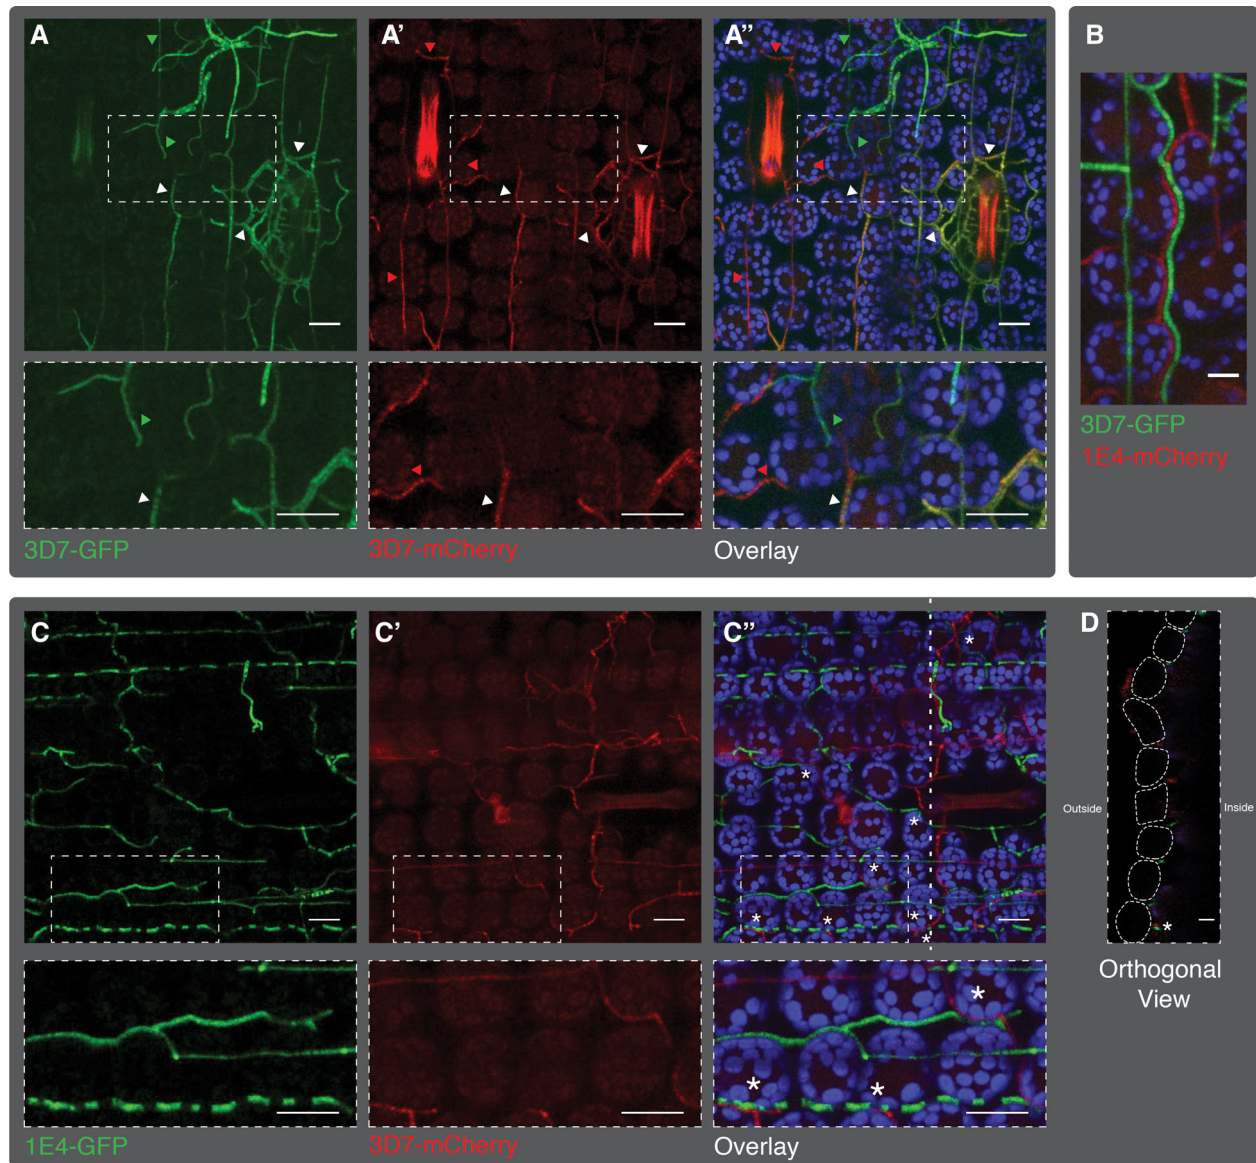 A
A'
A''
B
3D7-GFP
3D7-mCherry
Overlay
3D7-GFP
1E4-mCherry
C
C'
C''
D
Outside
Inside
*
*
*
*
*
*
*
*
*
Orthogonal
View
*
*
*
1E4-GFP
3D7-mCherry
Overlay